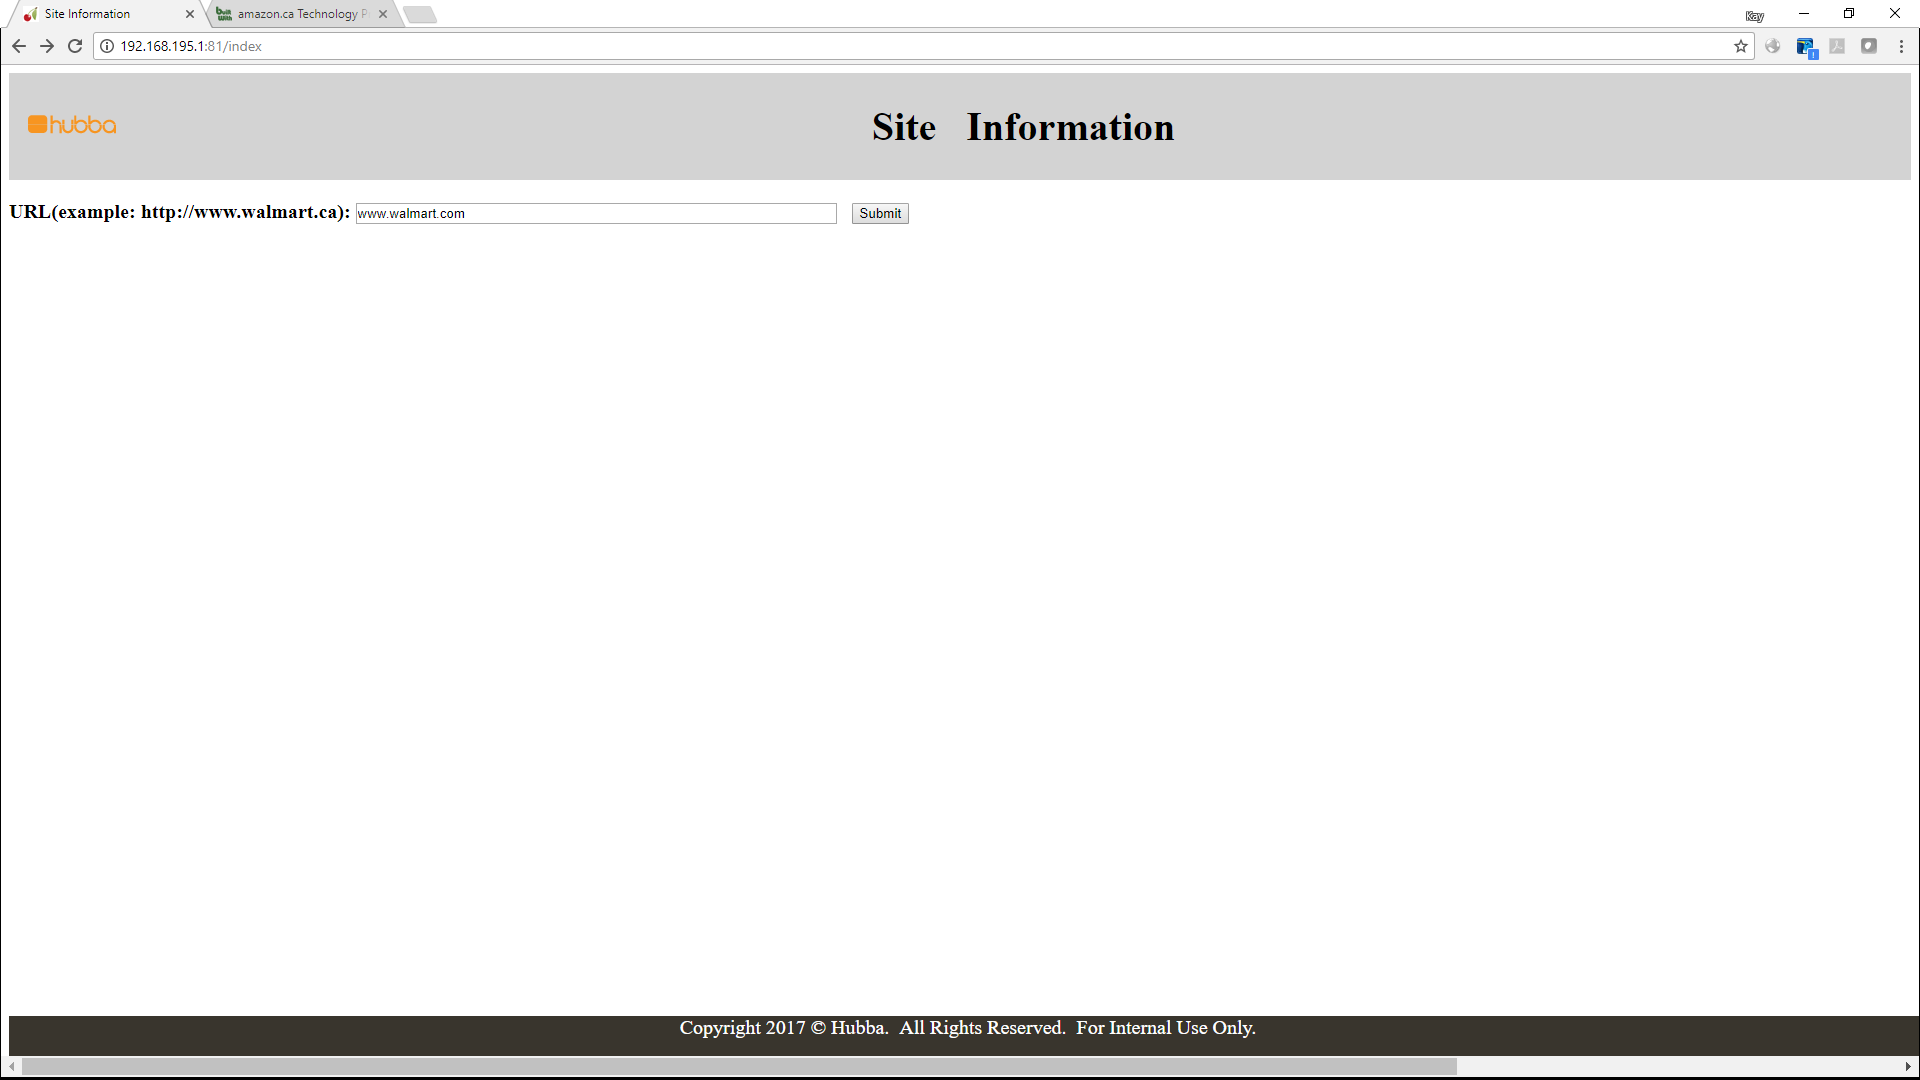 Site Information
amazon.ca Technology P
Kay
192.168.195.1:81/index
hubba
Site Information
URL(example: http://www.walmart.ca): www.walmart.com Submit
Copyright 2017 © Hubba. All Rights Reserved. For Internal Use Only.